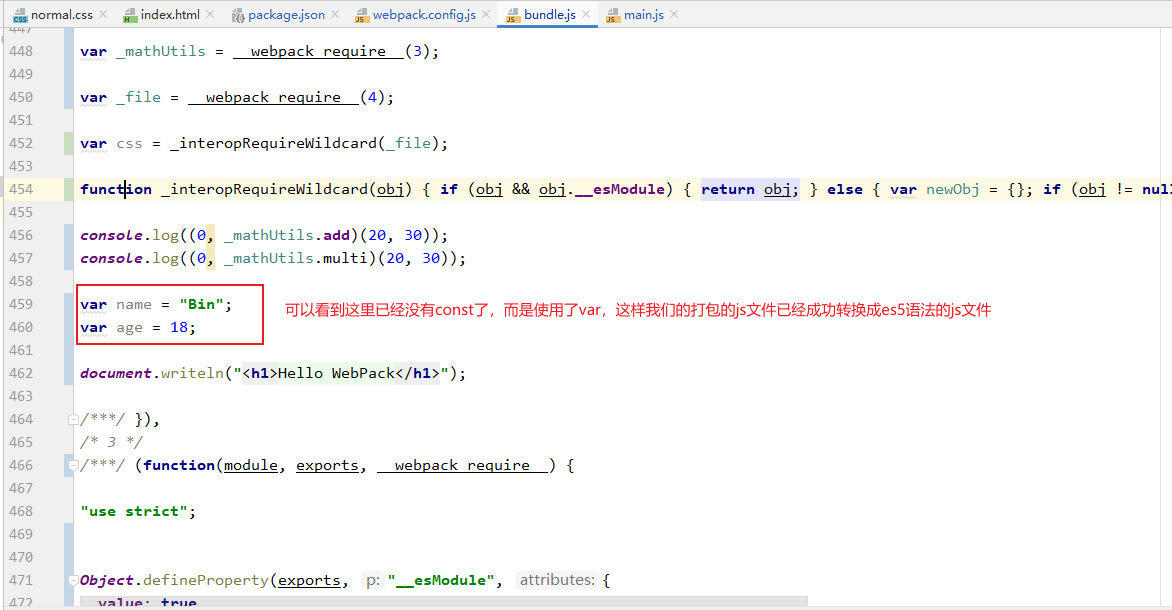 normal.css index.html package.json webpack.config.js bundle.js main.js
447
448 var _mathUtils = __webpack_require__(3);
449
450 var _file = __webpack_require__(4);
451
452 var css = _interopRequireWildcard(_file);
453
454 function _interopRequireWildcard(obj) { if (obj && obj.__esModule) { return obj; } else { var newObj = {}; if (obj != null
455
456 console.log((0, _mathUtils.add)(20, 30));
457 console.log((0, _mathUtils.multi)(20, 30));
458
459 var name = "Bin"; 可以看到这里已经没有const了，而是使用了var，这样我们的打包的js文件已经成功转换成es5语法的js文件
460 var age = 18;
461
462 document.writeln("<h1>Hello WebPack</h1>");
463
464 /***/ }),
465 /* 3 */
466 /***/ (function(module, exports, __webpack_require__) {
467
468 "use strict";
469
470
471 Object.defineProperty(exports, p: "__esModule", attributes: {
472 value: true